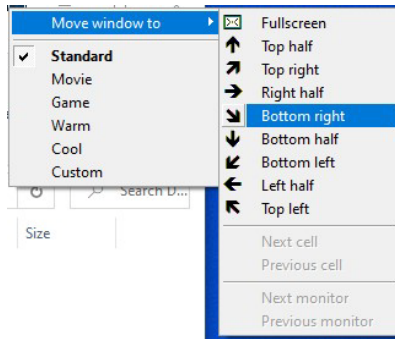 Move window to
Standard
Movie
Game
Warm
Cool
Custom
Search D...
Size
Fullscreen
Top half
Top right
Right half
Bottom right
Bottom half
Bottom left
Left half
Top left
Next cell
Previous cell
Next monitor
Previous monitor